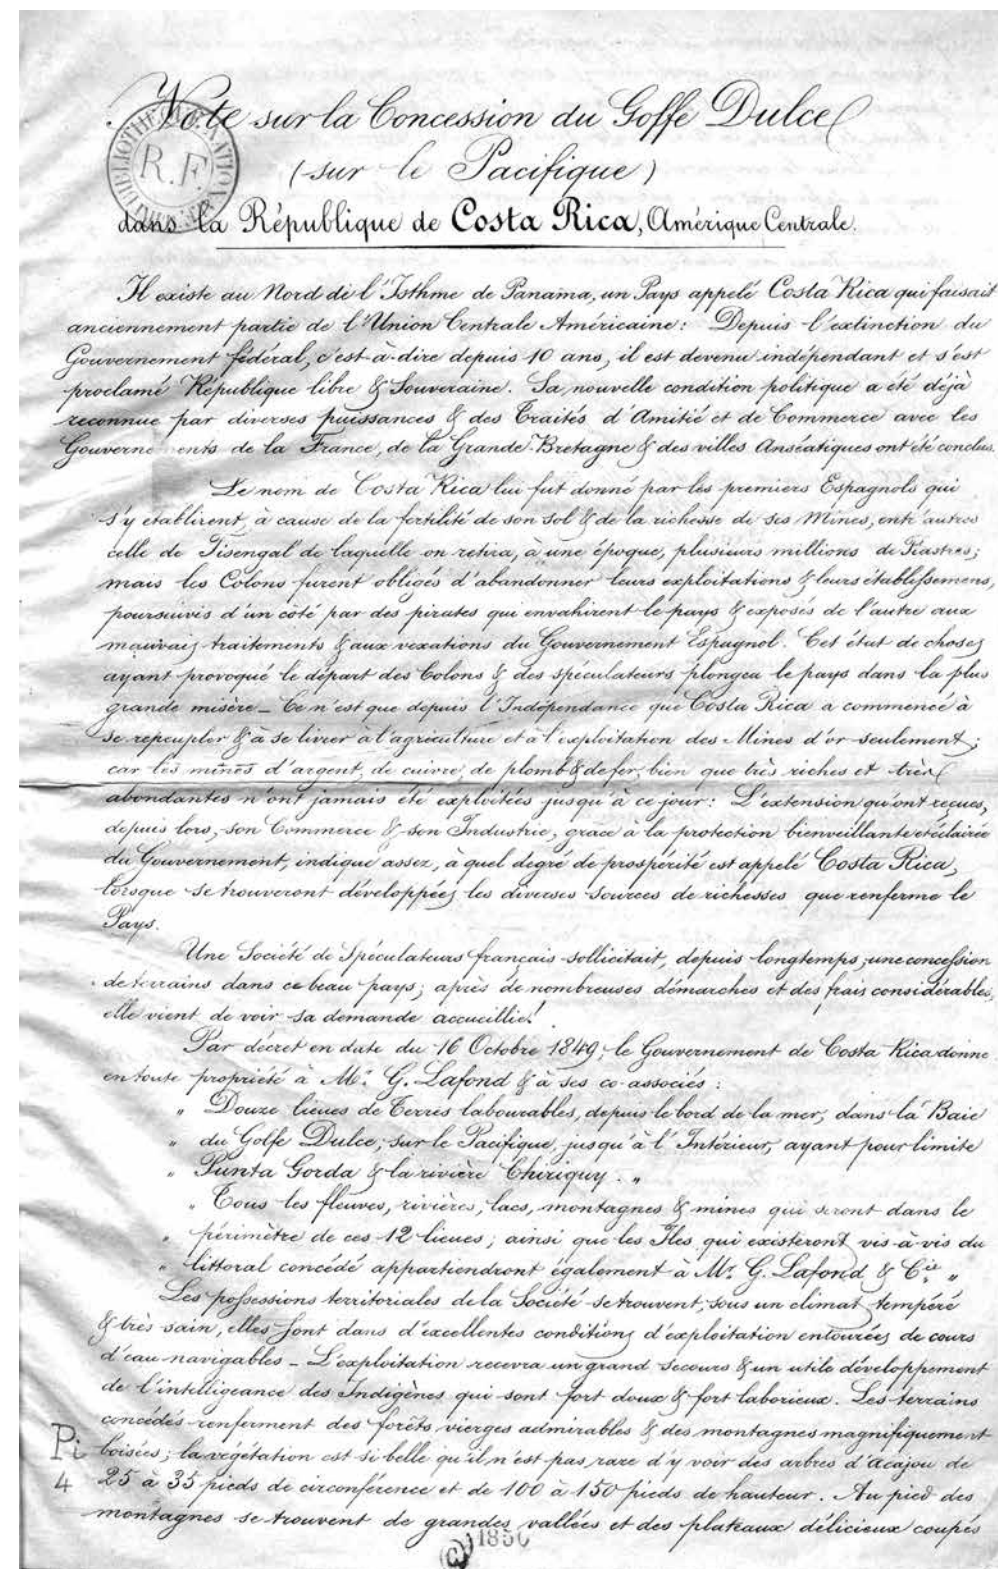 Note sur la Concession du Golfe Dulce
(sur le Pacifique)
dans la République de Costa Rica, Amérique Centrale.
BIBLIOTHÈQUE NATIONALE
R.F.
Il existe au Nord de l'Isthme de Panama, un Pays appelé Costa Rica qui faisait
anciennement partie de l'Union Centrale Américaine : Depuis l'extinction du
Gouvernement fédéral, c'est-à-dire depuis 10 ans, il est devenu indépendant et s'est
proclamé République libre & Souveraine. Sa nouvelle condition politique a été déjà
reconnue par diverses puissances & des Traités d'Amitié et de Commerce avec les
Gouverne ents de la France, de la Grande-Bretagne & des villes Anséatiques ont été conclus.
Le nom de Costa Rica lui fut donné par les premiers Espagnols qui
s'y etablirent, à cause de la fertilité de son sol & de la richesse de ses Mines, entr'autres
celle de Tisengal de laquelle on retira, à une époque, plusieurs millions de Piastres;
mais les Colons furent obligés d'abandonner leurs exploitations & leurs établissemens,
poursuivis d'un coté par des pirates qui envahirent le pays & exposés de l'autre aux
mauvais traitements & aux vexations du Gouvernement Espagnol. Cet état de choses
ayant provoqué le départ des Colons & des spéculateurs plongea le pays dans la plus
grande misère _ Ce n'est que depuis l'Indépendance que Costa Rica a commencé à
se repeupler & à se livrer à l'agriculture et à l'exploitation des Mines d'or seulement;
car les mines d'argent, de cuivre, de plomb & de fer, bien que très riches et très
abondantes n'ont jamais été exploitées jusqu'à ce jour : L'extension qu'ont reçues,
depuis lors, son Commerce & son Industrie, grâce à la protection bienveillante et éclairée
du Gouvernement, indique assez, à quel degré de prospérité est appelé Costa Rica,
lorsque se trouveront développées les diverses sources de richesses que renferme le
Pays.
Une Société de Spéculateurs français sollicitait, depuis longtemps, une concession
de terrains dans ce beau pays; après de nombreuses démarches et des frais considérables,
elle vient de voir sa demande accueillie!
Par décret en date du 16 Octobre 1849, le Gouvernement de Costa Rica donne
en toute propriété à Mr. G. Lafond & à ses co-associés :
" Douze lieues de Terres labourables, depuis le bord de la mer, dans la Baie
" du Golfe Dulce, sur le Pacifique, jusqu'à l'Intérieur, ayant pour limite
" Punta Gorda & la rivière Chiriquy. "
" Tous les fleuves, rivières, lacs, montagnes & mines qui seront dans le
" périmètre de ces 12 lieues; ainsi que les Iles qui existeront vis-à-vis du
" littoral concédé appartiendront également à Mr. G. Lafond & Cie. "
Les possessions territoriales de la Société se trouvent, sous un climat tempéré
& très sain, elles sont dans d'excellentes conditions d'exploitation entourées de cours
d'eau navigables _ L'exploitation recevra un grand secours & un utile développement
de l'intelligeance des Indigènes qui sont fort doux & fort laborieux. Les terrains
concédés renferment des forêts vierges admirables & des montagnes magnifiquement
boisées; la végétation est si belle qu'il n'est pas rare d'y voir des arbres d'Acajou de
25 à 35 pieds de circonférence et de 100 à 150 pieds de hauteur. Au pied des
montagnes se trouvent de grandes vallées et des plateaux délicieux coupés
Pi
4
(c) 1850